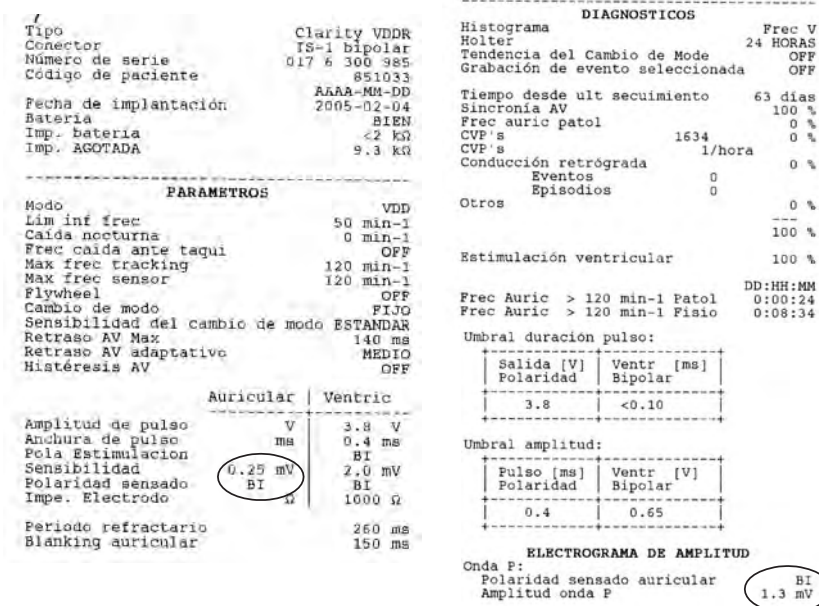 Tipo Clarity VDDR
Conector IS-1 bipolar
Número de serie 017 6 300 985
Código de paciente 851033
AAAA-MM-DD
Fecha de implantación 2005-02-04
Bateria BIEN
Imp. bateria <2 kΩ
Imp. AGOTADA 9.3 kΩ
PARAMETROS
Modo VDD
Lim inf frec 50 min-1
Caida nocturna 0 min-1
Frec caida ante taqui OFF
Max frec tracking 120 min-1
Max frec sensor 120 min-1
Flywheel OFF
Cambio de modo FIJO
Sensibilidad del cambio de modo ESTANDAR
Retraso AV Max 140 ms
Retraso AV adaptativo MEDIO
Histéresis AV OFF
Auricular Ventric
Amplitud de pulso V 3.8 V
Anchura de pulso ms 0.4 ms
Pola Estimulacion BI
Sensibilidad 0.25 mV 2.0 mV
Polaridad sensado BI BI
Impe. Electrodo Ω 1000 Ω
Periodo refractario 260 ms
Blanking auricular 150 ms
DIAGNOSTICOS
Histograma Frec V
Holter 24 HORAS
Tendencia del Cambio de Mode OFF
Grabación de evento seleccionada OFF
Tiempo desde ult secuimiento 63 dias
Sincronia AV 100 %
Frec auric patol 0 %
CVP's 1634 0 %
CVP's 1/hora
Conducción retrógrada 0 %
Eventos 0
Episodios 0
Otros 0 %
---
100 %
Estimulación ventricular 100 %
DD:HH:MM
Frec Auric > 120 min-1 Patol 0:00:24
Frec Auric > 120 min-1 Fisio 0:08:34
Umbral duración pulso:
Salida [V] Ventr [ms]
Polaridad Bipolar
3.8 <0.10
Umbral amplitud:
Pulso [ms] Ventr [V]
Polaridad Bipolar
0.4 0.65
ELECTROGRAMA DE AMPLITUD
Onda P:
Polaridad sensado auricular BI
Amplitud onda P 1.3 mV